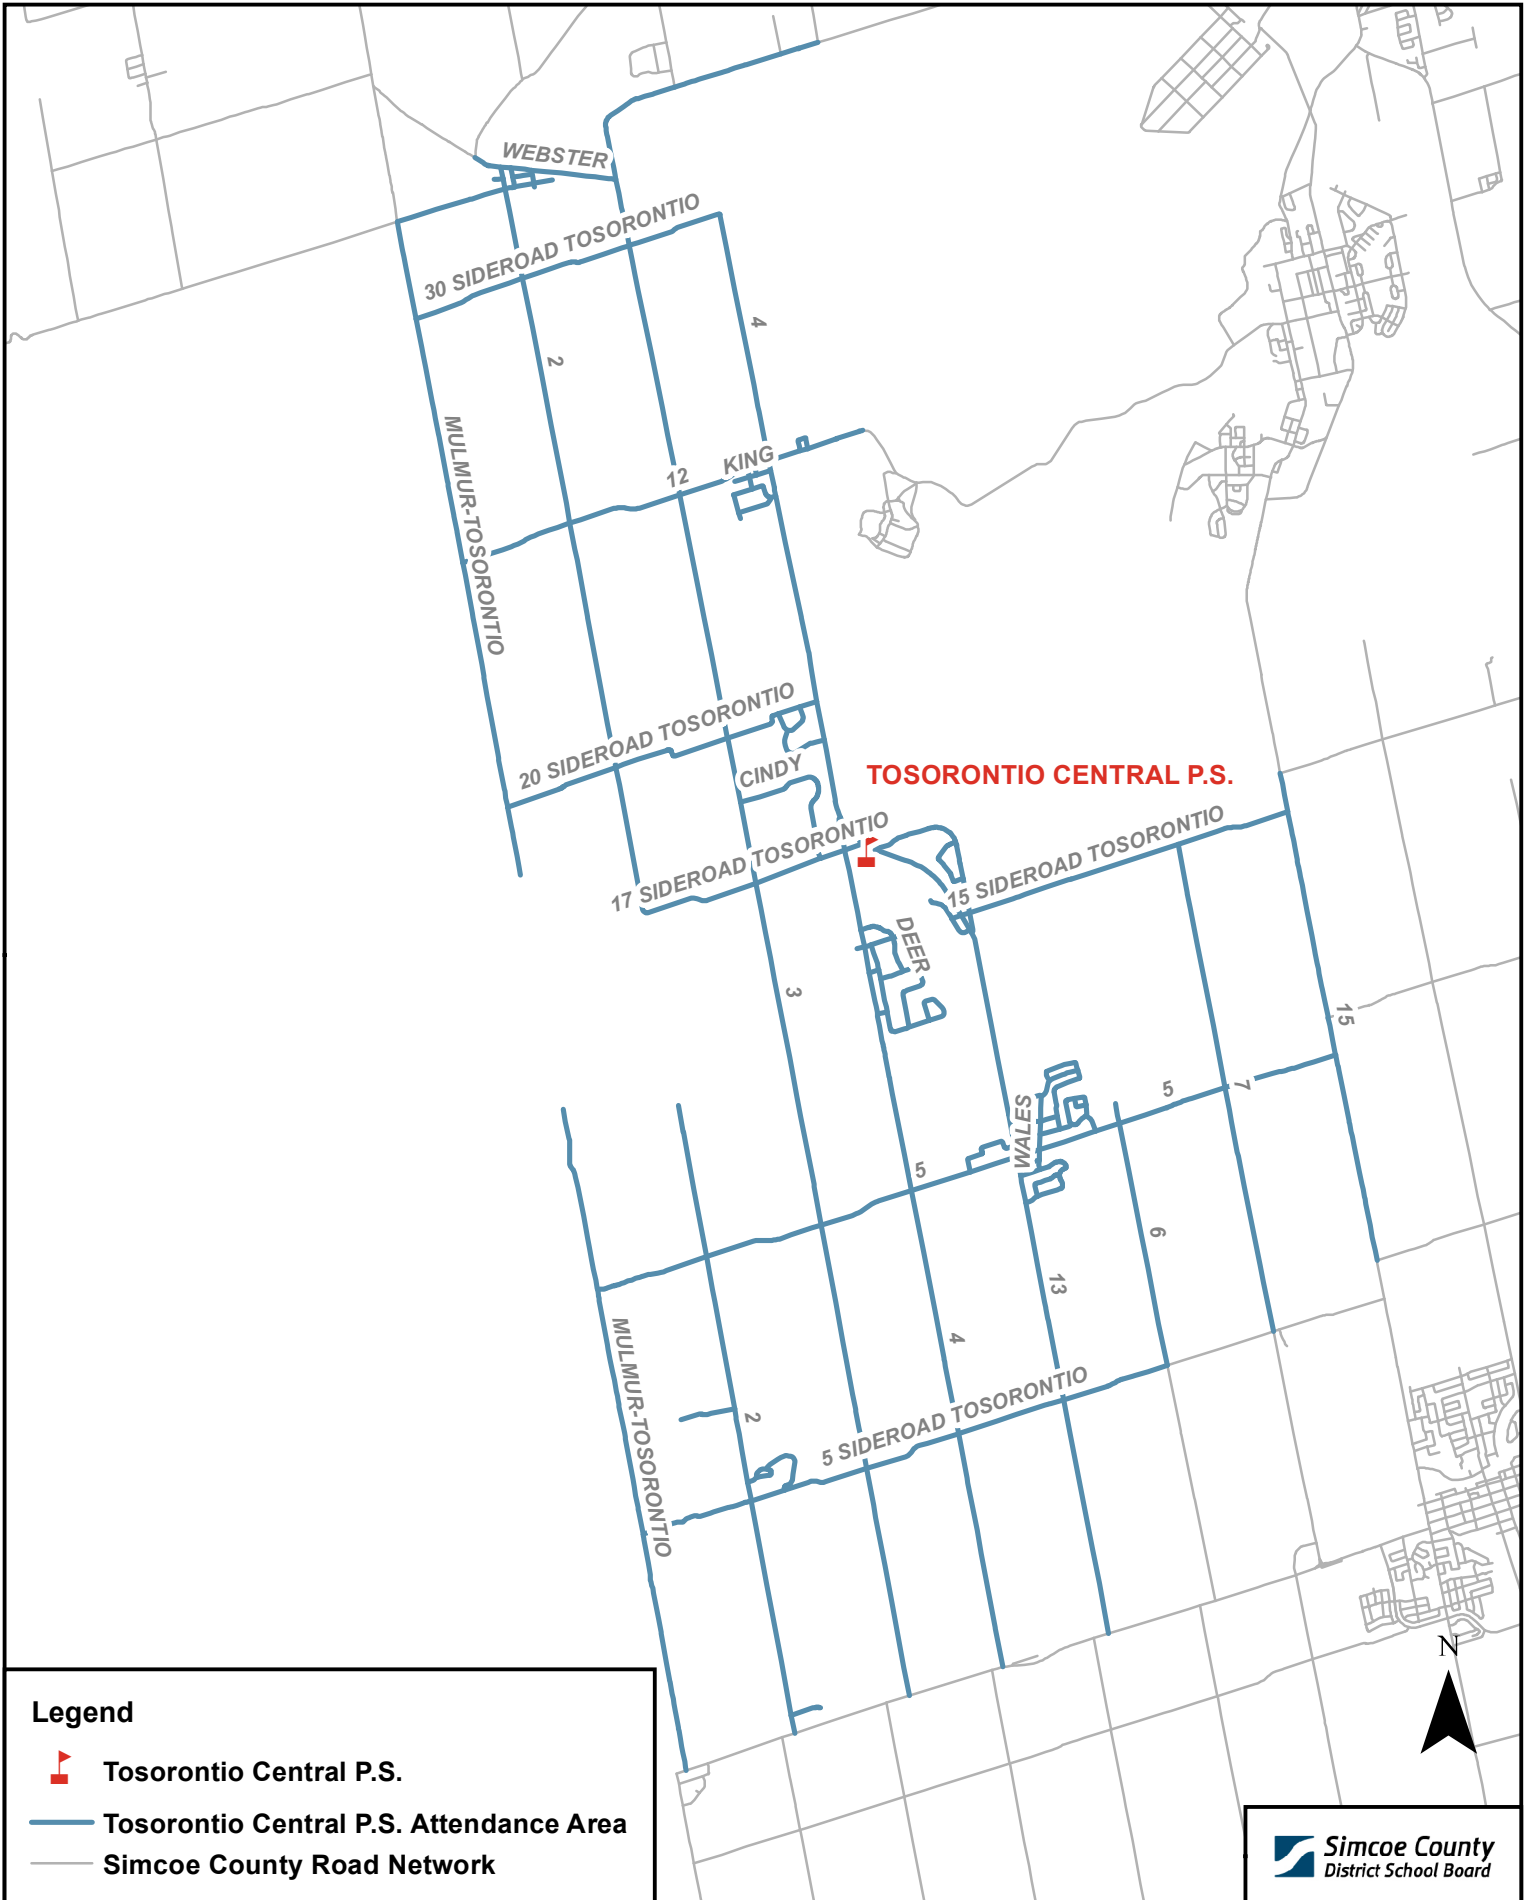 WEBSTER
30 SIDEROAD TOSORONTIO
4
2
MULMUR-TOSORONTIO
12
KING
20 SIDEROAD TOSORONTIO
CINDY
TOSORONTIO CENTRAL P.S.
17 SIDEROAD TOSORONTIO
15 SIDEROAD TOSORONTIO
DEER
3
15
5
7
WALES
5
6
13
MULMUR-TOSORONTIO
4
5 SIDEROAD TOSORONTIO
2
N
Legend
Tosorontio Central P.S.
Tosorontio Central P.S. Attendance Area
Simcoe County Road Network
Simcoe County
District School Board